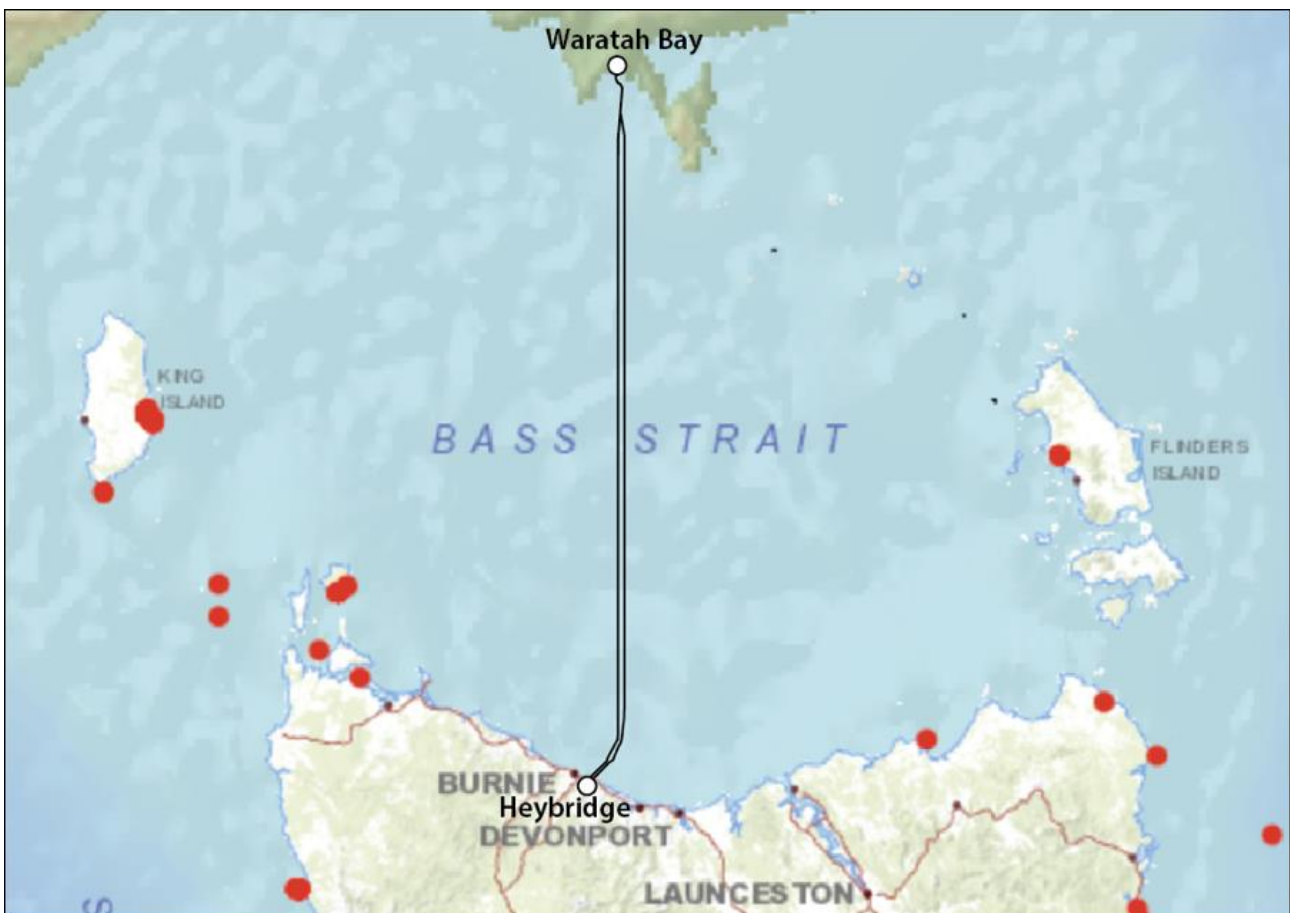 Waratah Bay
KING
ISLAND
BASS STRAIT
FLINDERS
ISLAND
BURNIE
Heybridge
DEVONPORT
LAUNCESTON
S